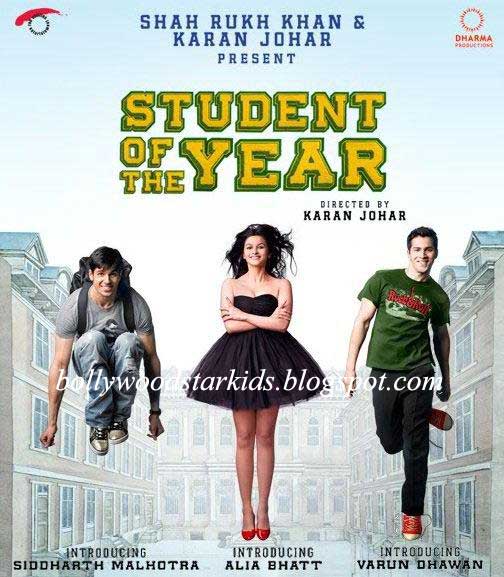 SHAH RUKH KHAN &
KARAN JOHAR
PRESENT
DHARMA
PRODUCTIONS
STUDENT
OF THE YEAR
DIRECTED BY
KARAN JOHAR
bollywoodstarkids.blogspot.com
INTRODUCING
SIDDHARTH MALHOTRA
INTRODUCING
ALIA BHATT
INTRODUCING
VARUN DHAWAN